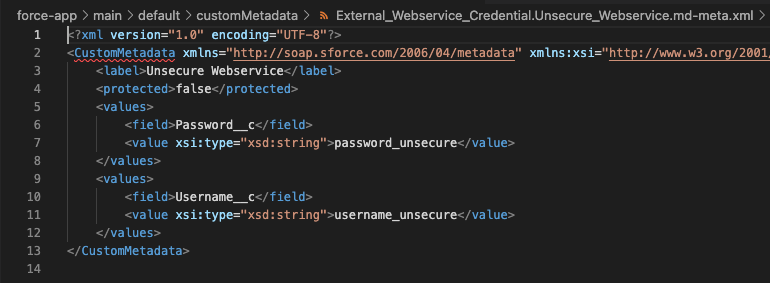 force-app > main > default > customMetadata > External_Webservice_Credential.Unsecure_Webservice.md-meta.xml >
1 <?xml version="1.0" encoding="UTF-8"?>
2 <CustomMetadata xmlns="http://soap.sforce.com/2006/04/metadata" xmlns:xsi="http://www.w3.org/2001/
3 <label>Unsecure Webservice</label>
4 <protected>false</protected>
5 <values>
6 <field>Password__c</field>
7 <value xsi:type="xsd:string">password_unsecure</value>
8 </values>
9 <values>
10 <field>Username__c</field>
11 <value xsi:type="xsd:string">username_unsecure</value>
12 </values>
13 </CustomMetadata>
14